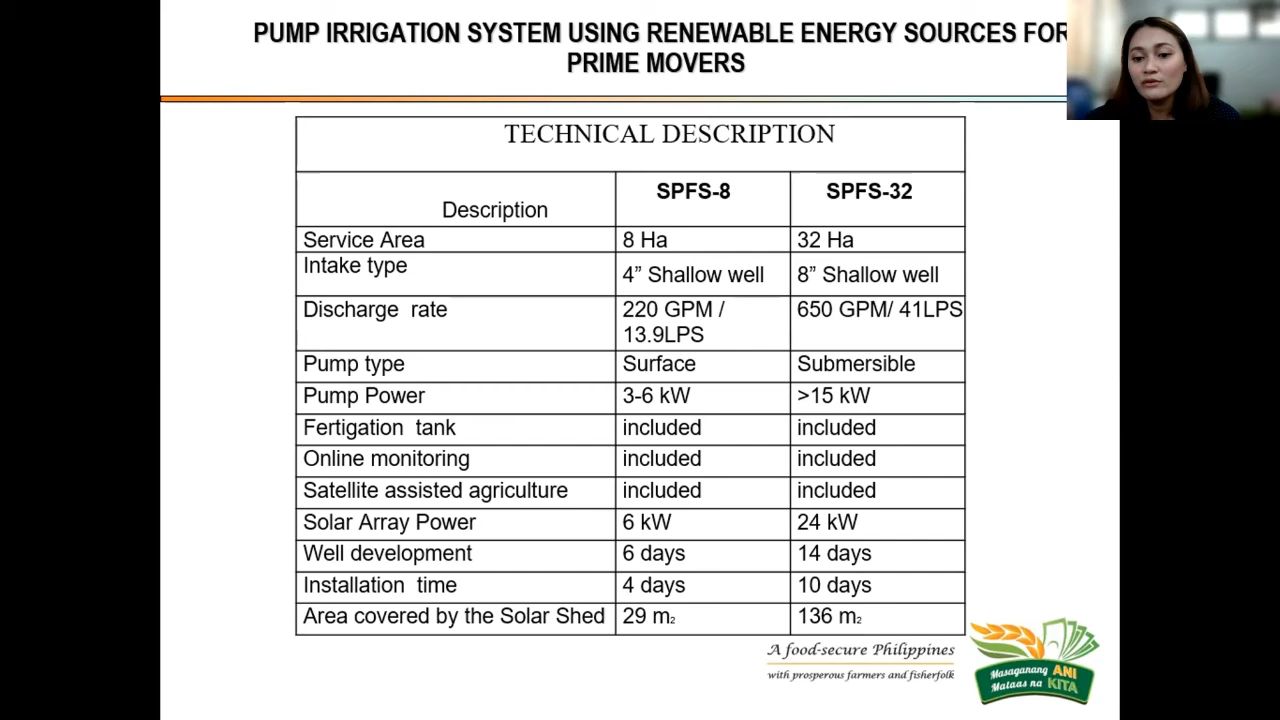 PUMP IRRIGATION SYSTEM USING RENEWABLE ENERGY SOURCES FOR
PRIME MOVERS
TECHNICAL DESCRIPTION
Description SPFS-8 SPFS-32
Service Area 8 Ha 32 Ha
Intake type 4” Shallow well 8” Shallow well
Discharge rate 220 GPM / 650 GPM/ 41LPS
13.9LPS
Pump type Surface Submersible
Pump Power 3-6 kW >15 kW
Fertigation tank included included
Online monitoring included included
Satellite assisted agriculture included included
Solar Array Power 6 kW 24 kW
Well development 6 days 14 days
Installation time 4 days 10 days
Area covered by the Solar Shed 29 m2 136 m2
A food-secure Philippines
with prosperous farmers and fisherfolk
Masaganang ANI
Mataas na KITA